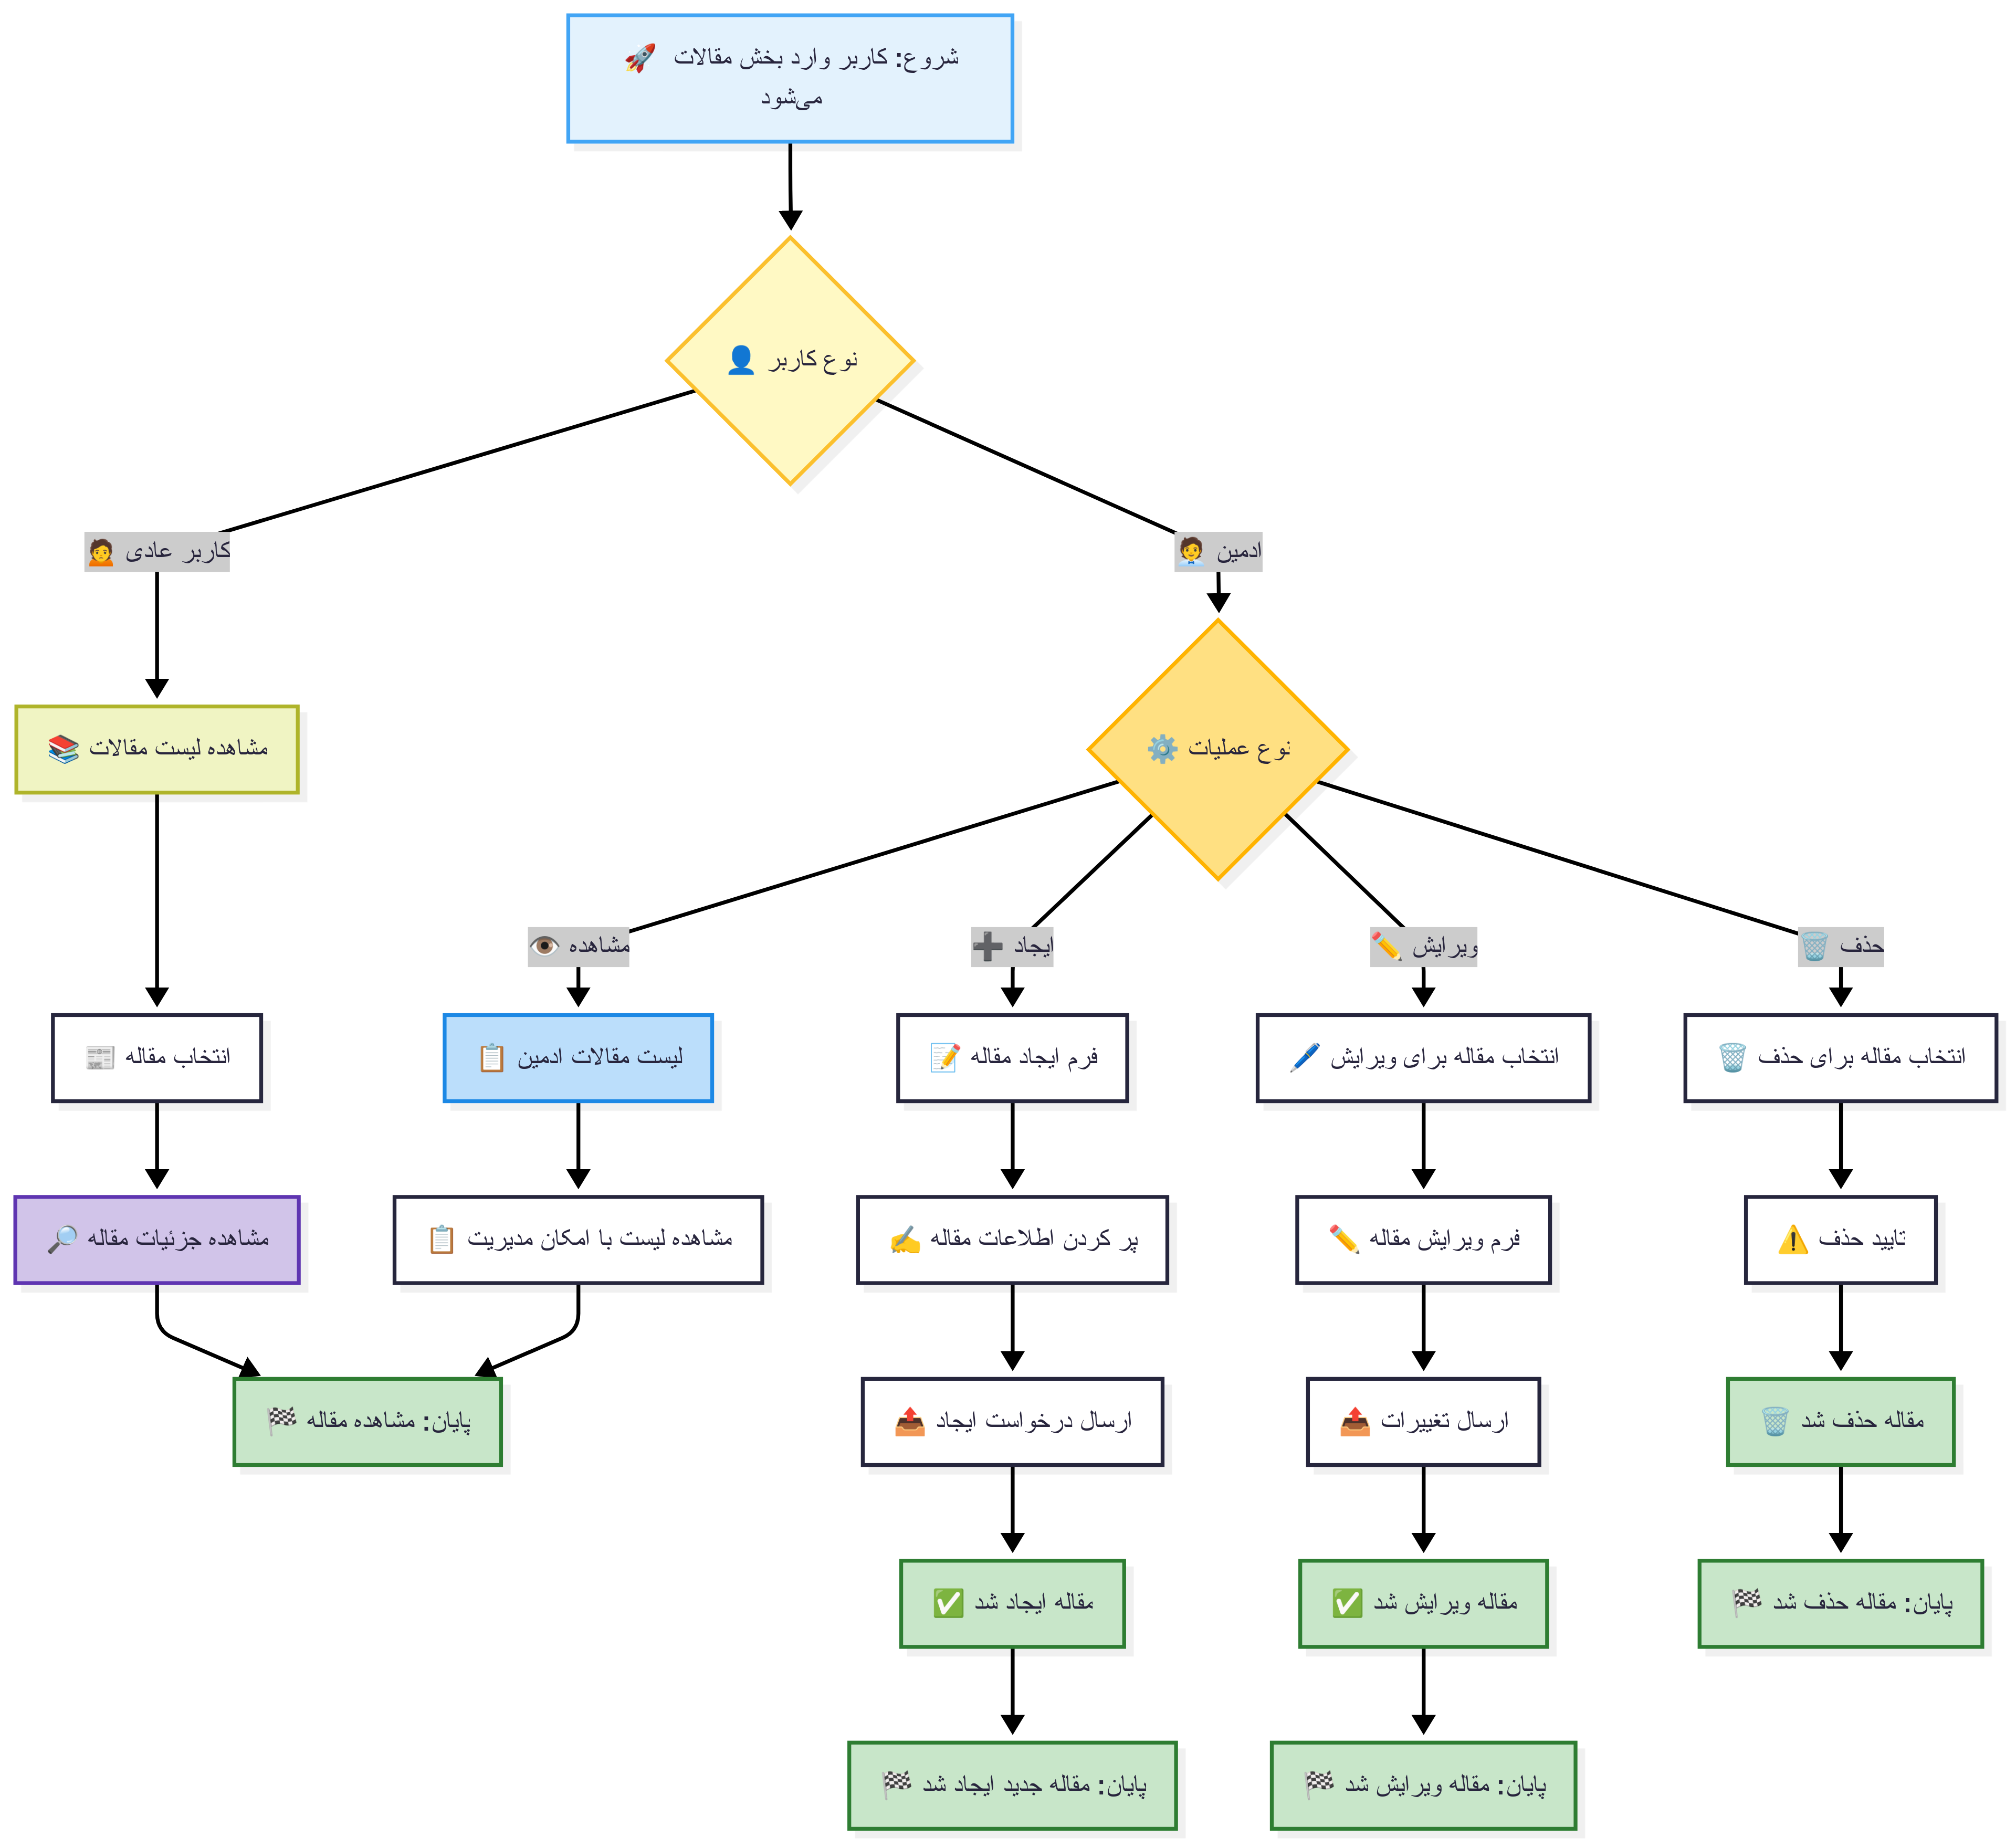 شروع: کاربر وارد بخش مقالات 🚀
می‌شود
نوع کاربر 👤
کاربر عادی 🙍
ادمین 🧑‍💼
مشاهده لیست مقالات 📚
نوع عملیات ⚙️
مشاهده 👁️
ایجاد ➕
ویرایش ✏️
حذف 🗑️
انتخاب مقاله 📰
لیست مقالات ادمین 📋
فرم ایجاد مقاله 📝
انتخاب مقاله برای ویرایش 🖊️
انتخاب مقاله برای حذف 🗑️
مشاهده جزئیات مقاله 🔎
مشاهده لیست با امکان مدیریت 📋
پر کردن اطلاعات مقاله ✍️
فرم ویرایش مقاله ✏️
تایید حذف ⚠️
پایان: مشاهده مقاله 🏁
ارسال درخواست ایجاد 📤
ارسال تغییرات 📤
مقاله حذف شد 🗑️
مقاله ایجاد شد ✅
مقاله ویرایش شد ✅
پایان: مقاله حذف شد 🏁
پایان: مقاله جدید ایجاد شد 🏁
پایان: مقاله ویرایش شد 🏁